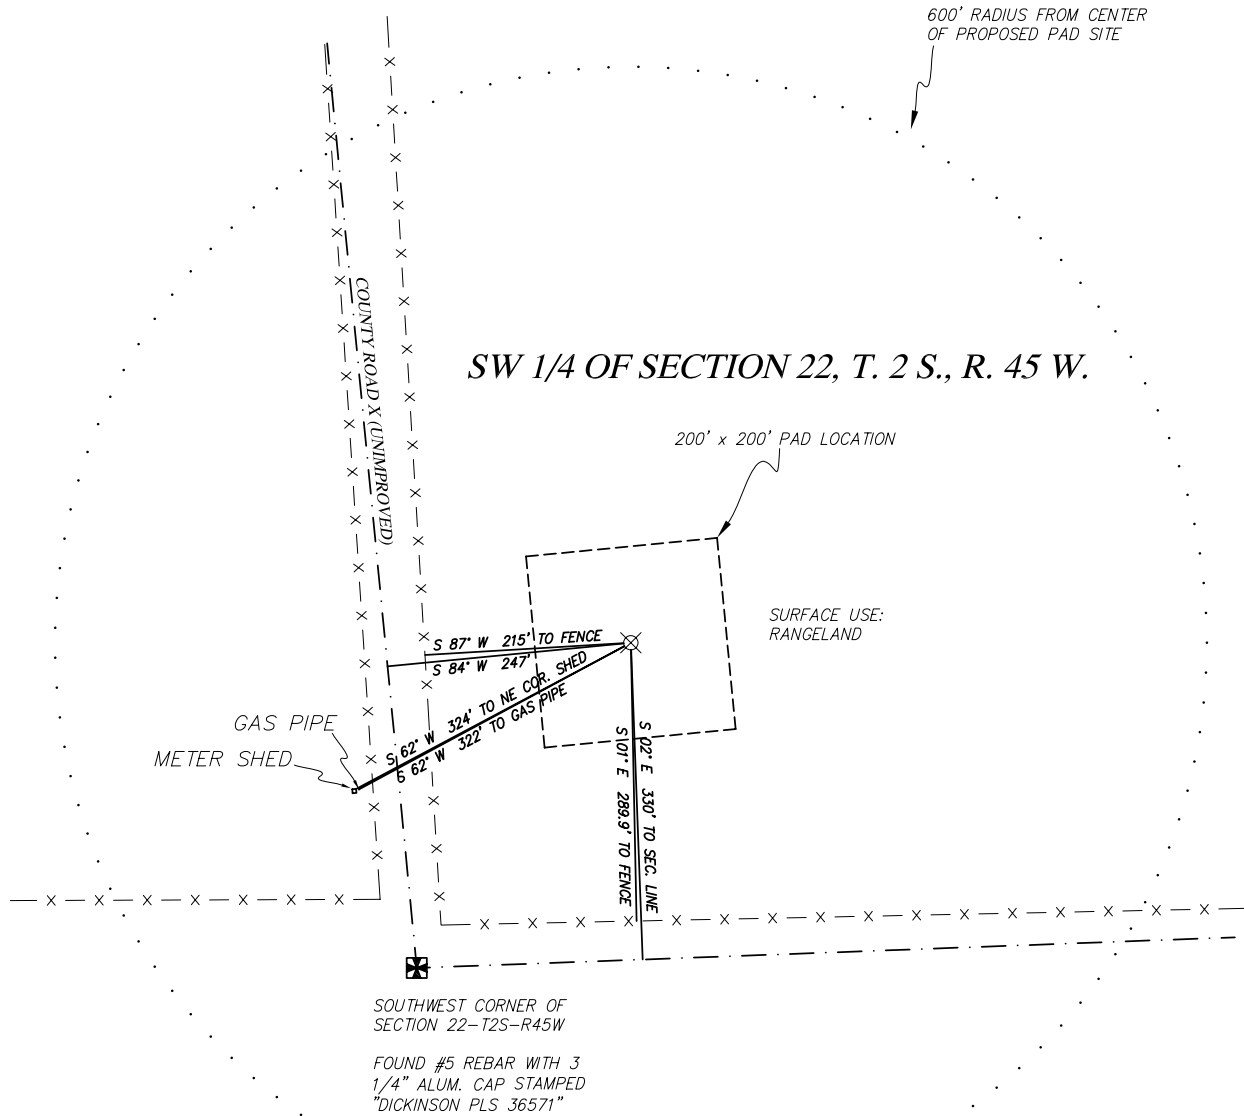 600' RADIUS FROM CENTER
OF PROPOSED PAD SITE
COUNTY ROAD X (UNIMPROVED)
SW 1/4 OF SECTION 22, T. 2 S., R. 45 W.
200' x 200' PAD LOCATION
SURFACE USE:
RANGELAND
S 87° W 215' TO FENCE
S 84° W 247'
S 62° W 324' TO NE COR. SHED
S 62° W 322' TO GAS PIPE
GAS PIPE
METER SHED
S 02° E 330' TO SEC. LINE
S 01° E 289.9' TO FENCE
SOUTHWEST CORNER OF
SECTION 22-T2S-R45W
FOUND #5 REBAR WITH 3
1/4" ALUM. CAP STAMPED
"DICKINSON PLS 36571"